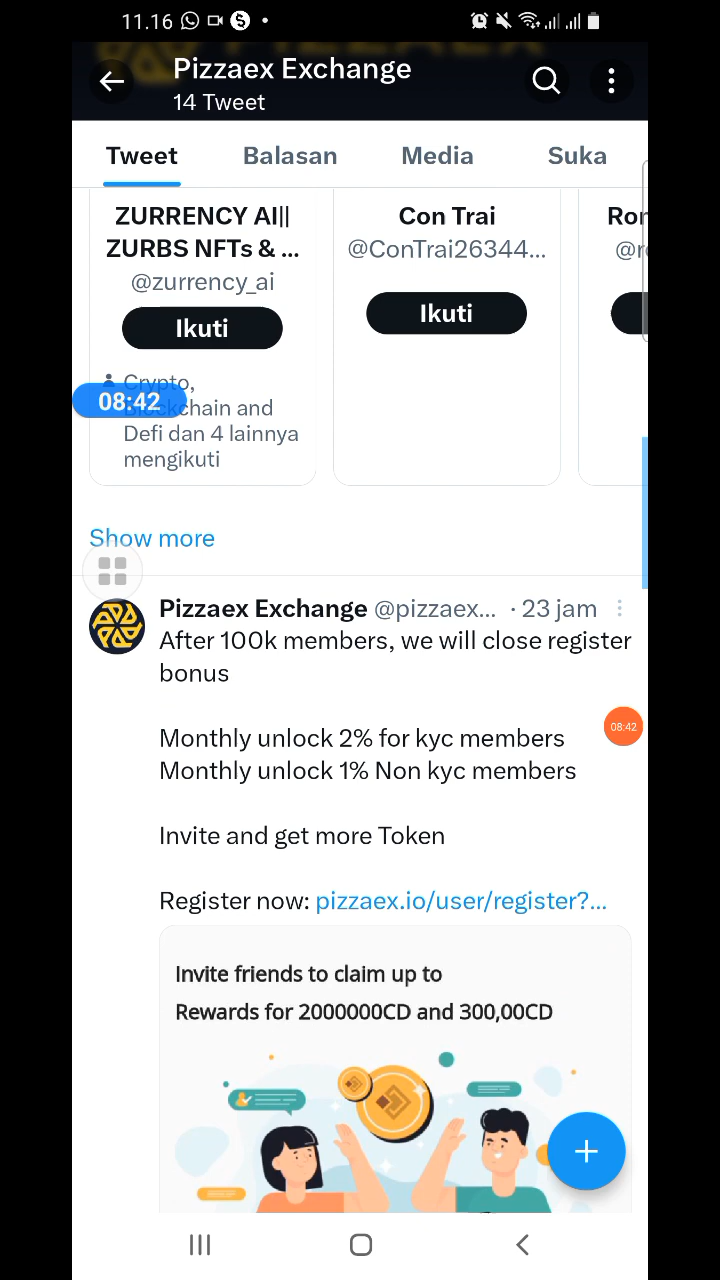 11.16
Pizzaex Exchange
14 Tweet
Tweet Balasan Media Suka
ZURRENCY AI||
ZURBS NFTs & ...
@zurrency_ai
Ikuti
Crypto,
Blockchain and
Defi dan 4 lainnya
mengikuti
Con Trai
@ConTrai26344...
Ikuti
08:42
Show more
Pizzaex Exchange @pizzaex... · 23 jam
After 100k members, we will close register
bonus
Monthly unlock 2% for kyc members
08:42
Monthly unlock 1% Non kyc members
Invite and get more Token
Register now: pizzaex.io/user/register?...
Invite friends to claim up to
Rewards for 2000000CD and 300,00CD